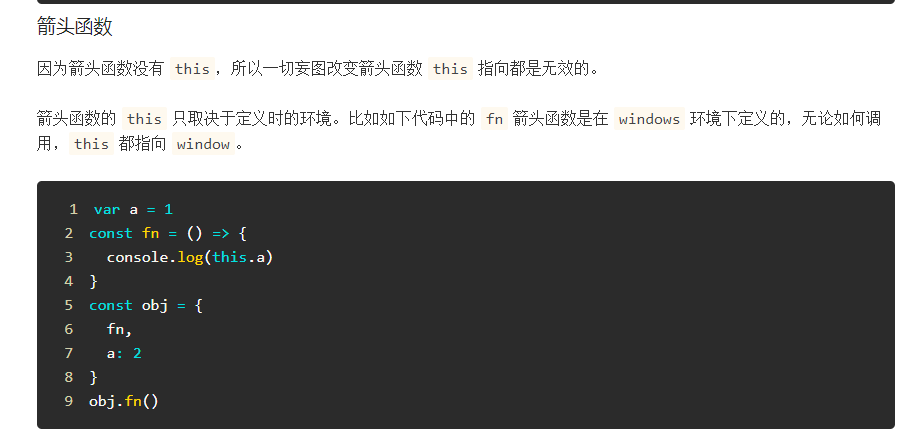 箭头函数
因为箭头函数没有 this，所以一切妄图改变箭头函数 this 指向都是无效的。
箭头函数的 this 只取决于定义时的环境。比如如下代码中的 fn 箭头函数是在 windows 环境下定义的，无论如何调
用，this 都指向 window。
1 var a = 1
2 const fn = () => {
3   console.log(this.a)
4 }
5 const obj = {
6   fn,
7   a: 2
8 }
9 obj.fn()